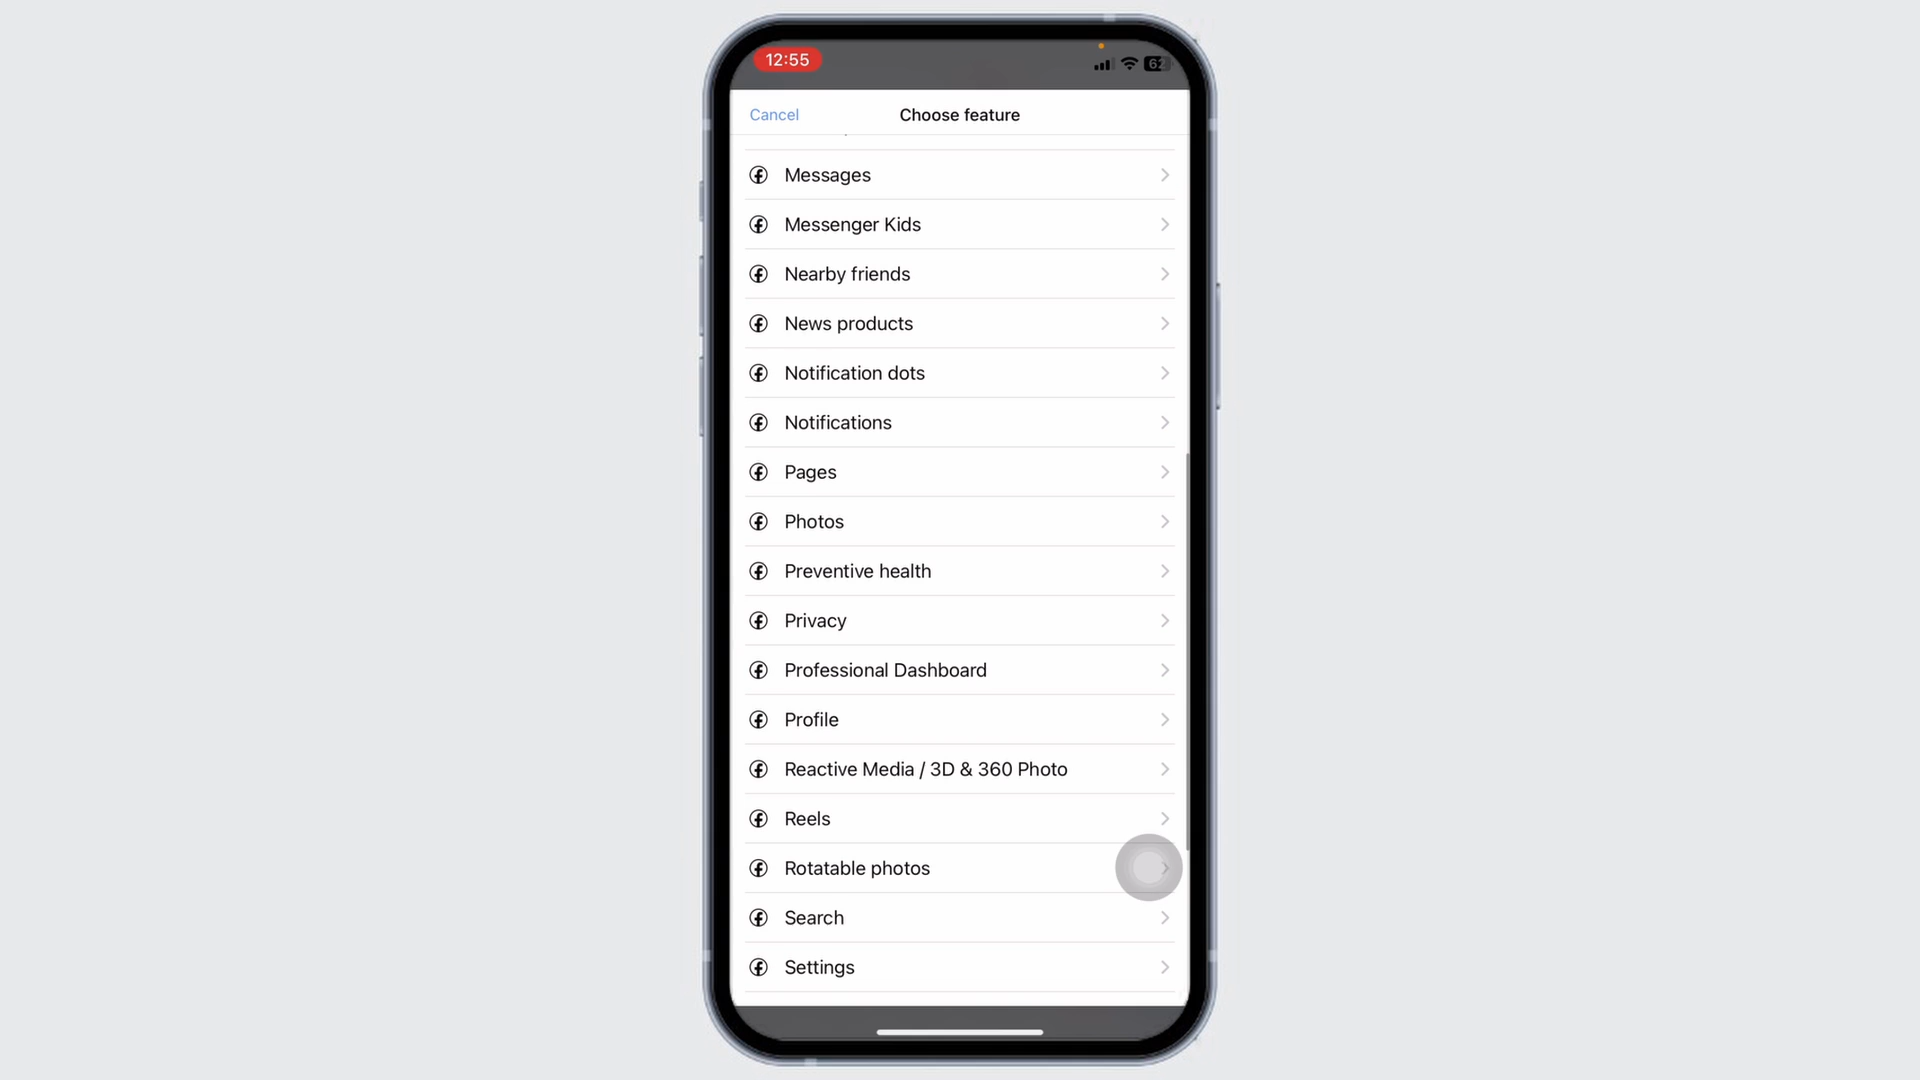 12:55
62
Cancel
Choose feature
Messages
Messenger Kids
Nearby friends
News products
Notification dots
Notifications
Pages
Photos
Preventive health
Privacy
Professional Dashboard
Profile
Reactive Media / 3D & 360 Photo
Reels
Rotatable photos
Search
Settings